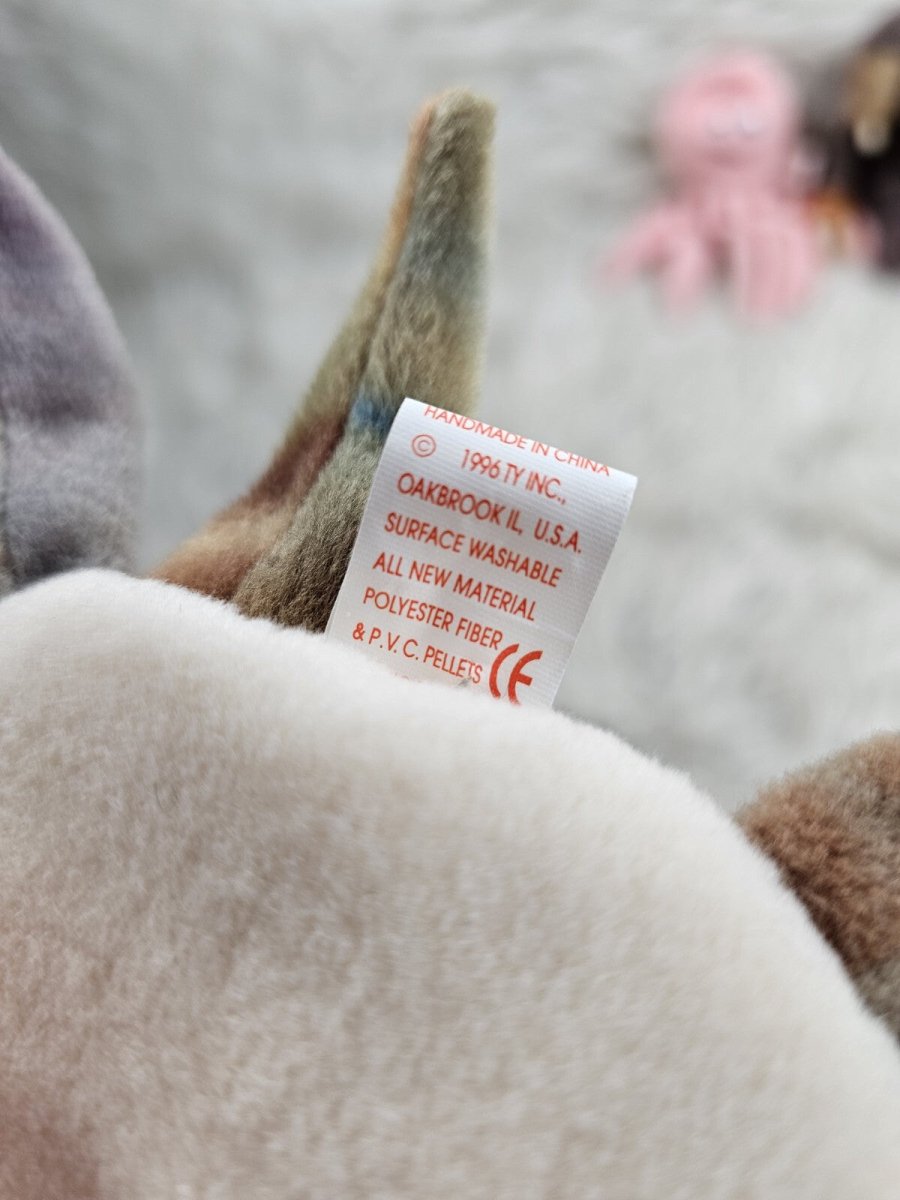 HANDMADE IN CHINA
© 1996 TY INC.,
OAKBROOK IL, U.S.A.
SURFACE WASHABLE
ALL NEW MATERIAL
POLYESTER FIBER
& P.V.C. PELLETS CE